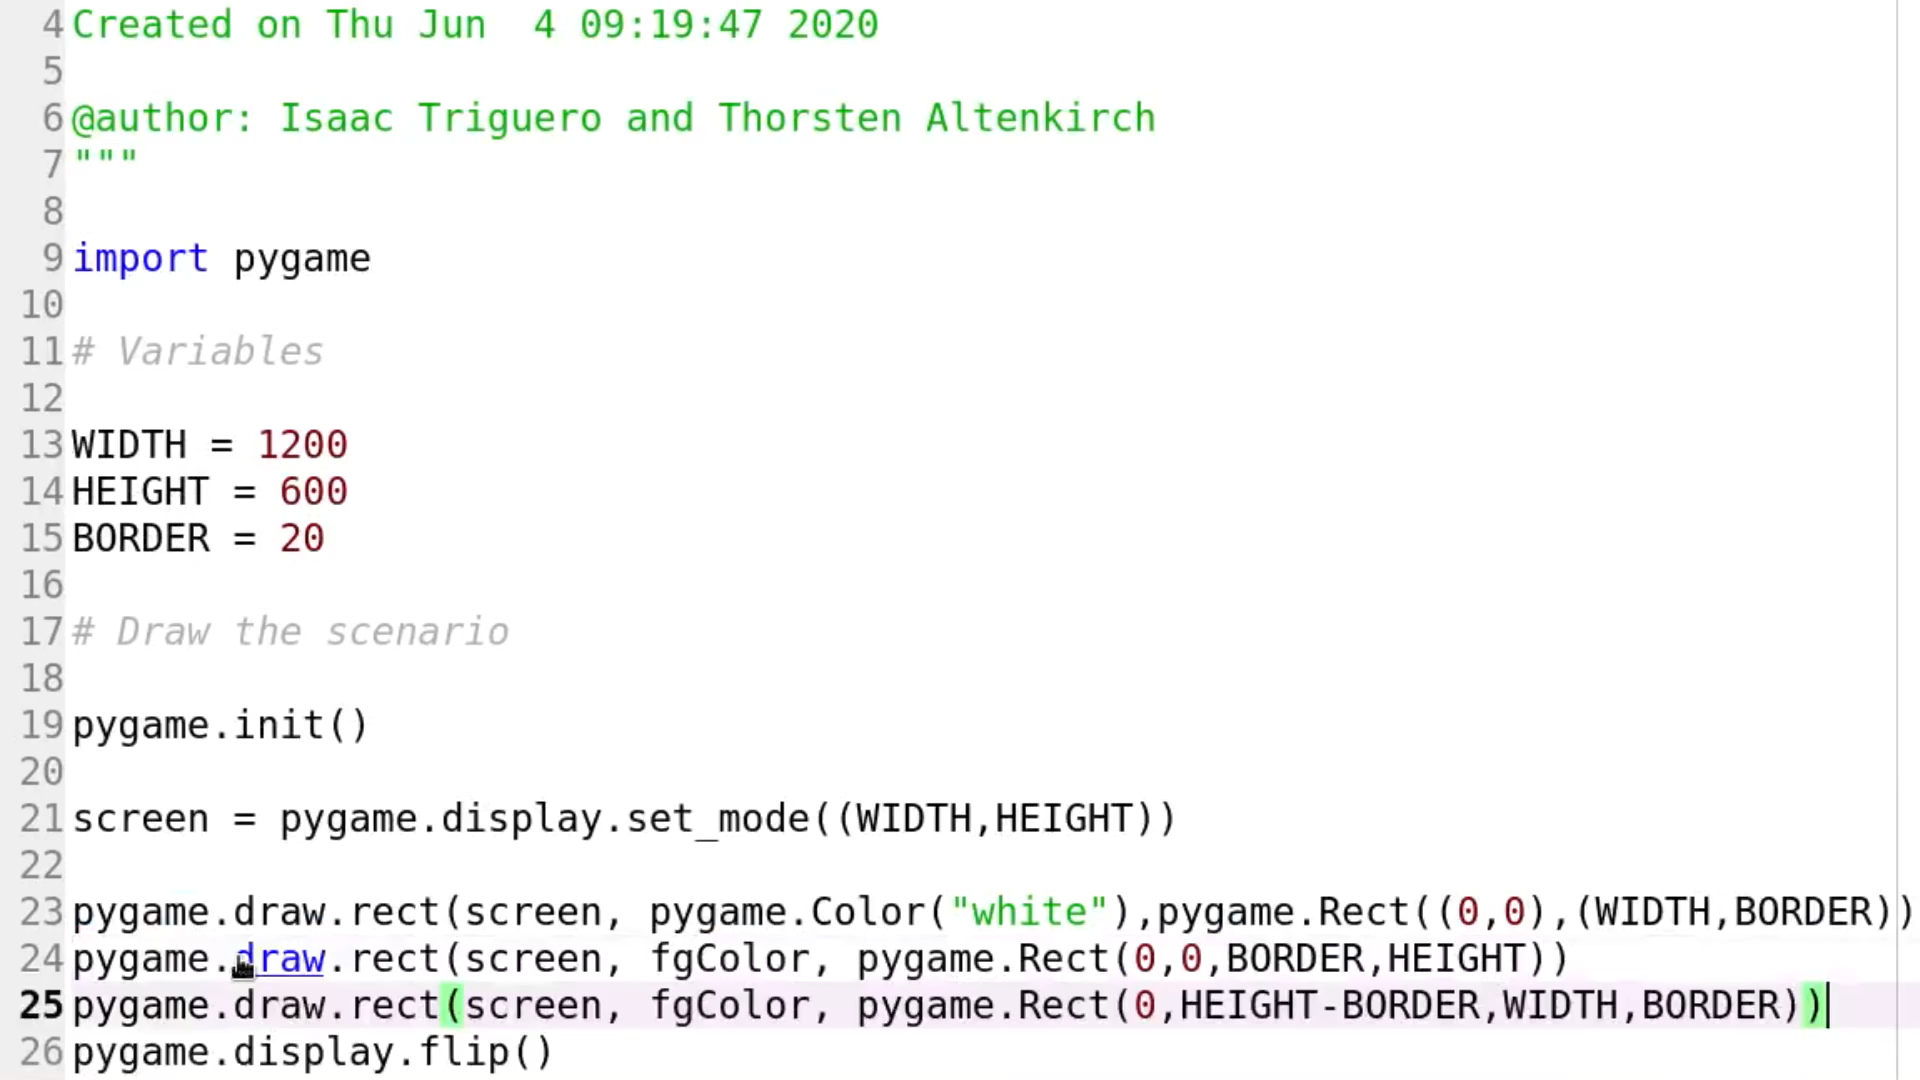 4 Created on Thu Jun  4 09:19:47 2020
5
6 @author: Isaac Triguero and Thorsten Altenkirch
7 """
8
9 import pygame
10
11 # Variables
12
13 WIDTH = 1200
14 HEIGHT = 600
15 BORDER = 20
16
17 # Draw the scenario
18
19 pygame.init()
20
21 screen = pygame.display.set_mode((WIDTH,HEIGHT))
22
23 pygame.draw.rect(screen, pygame.Color("white"),pygame.Rect((0,0),(WIDTH,BORDER))
24 pygame.draw.rect(screen, fgColor, pygame.Rect(0,0,BORDER,HEIGHT))
25 pygame.draw.rect(screen, fgColor, pygame.Rect(0,HEIGHT-BORDER,WIDTH,BORDER))
26 pygame.display.flip()